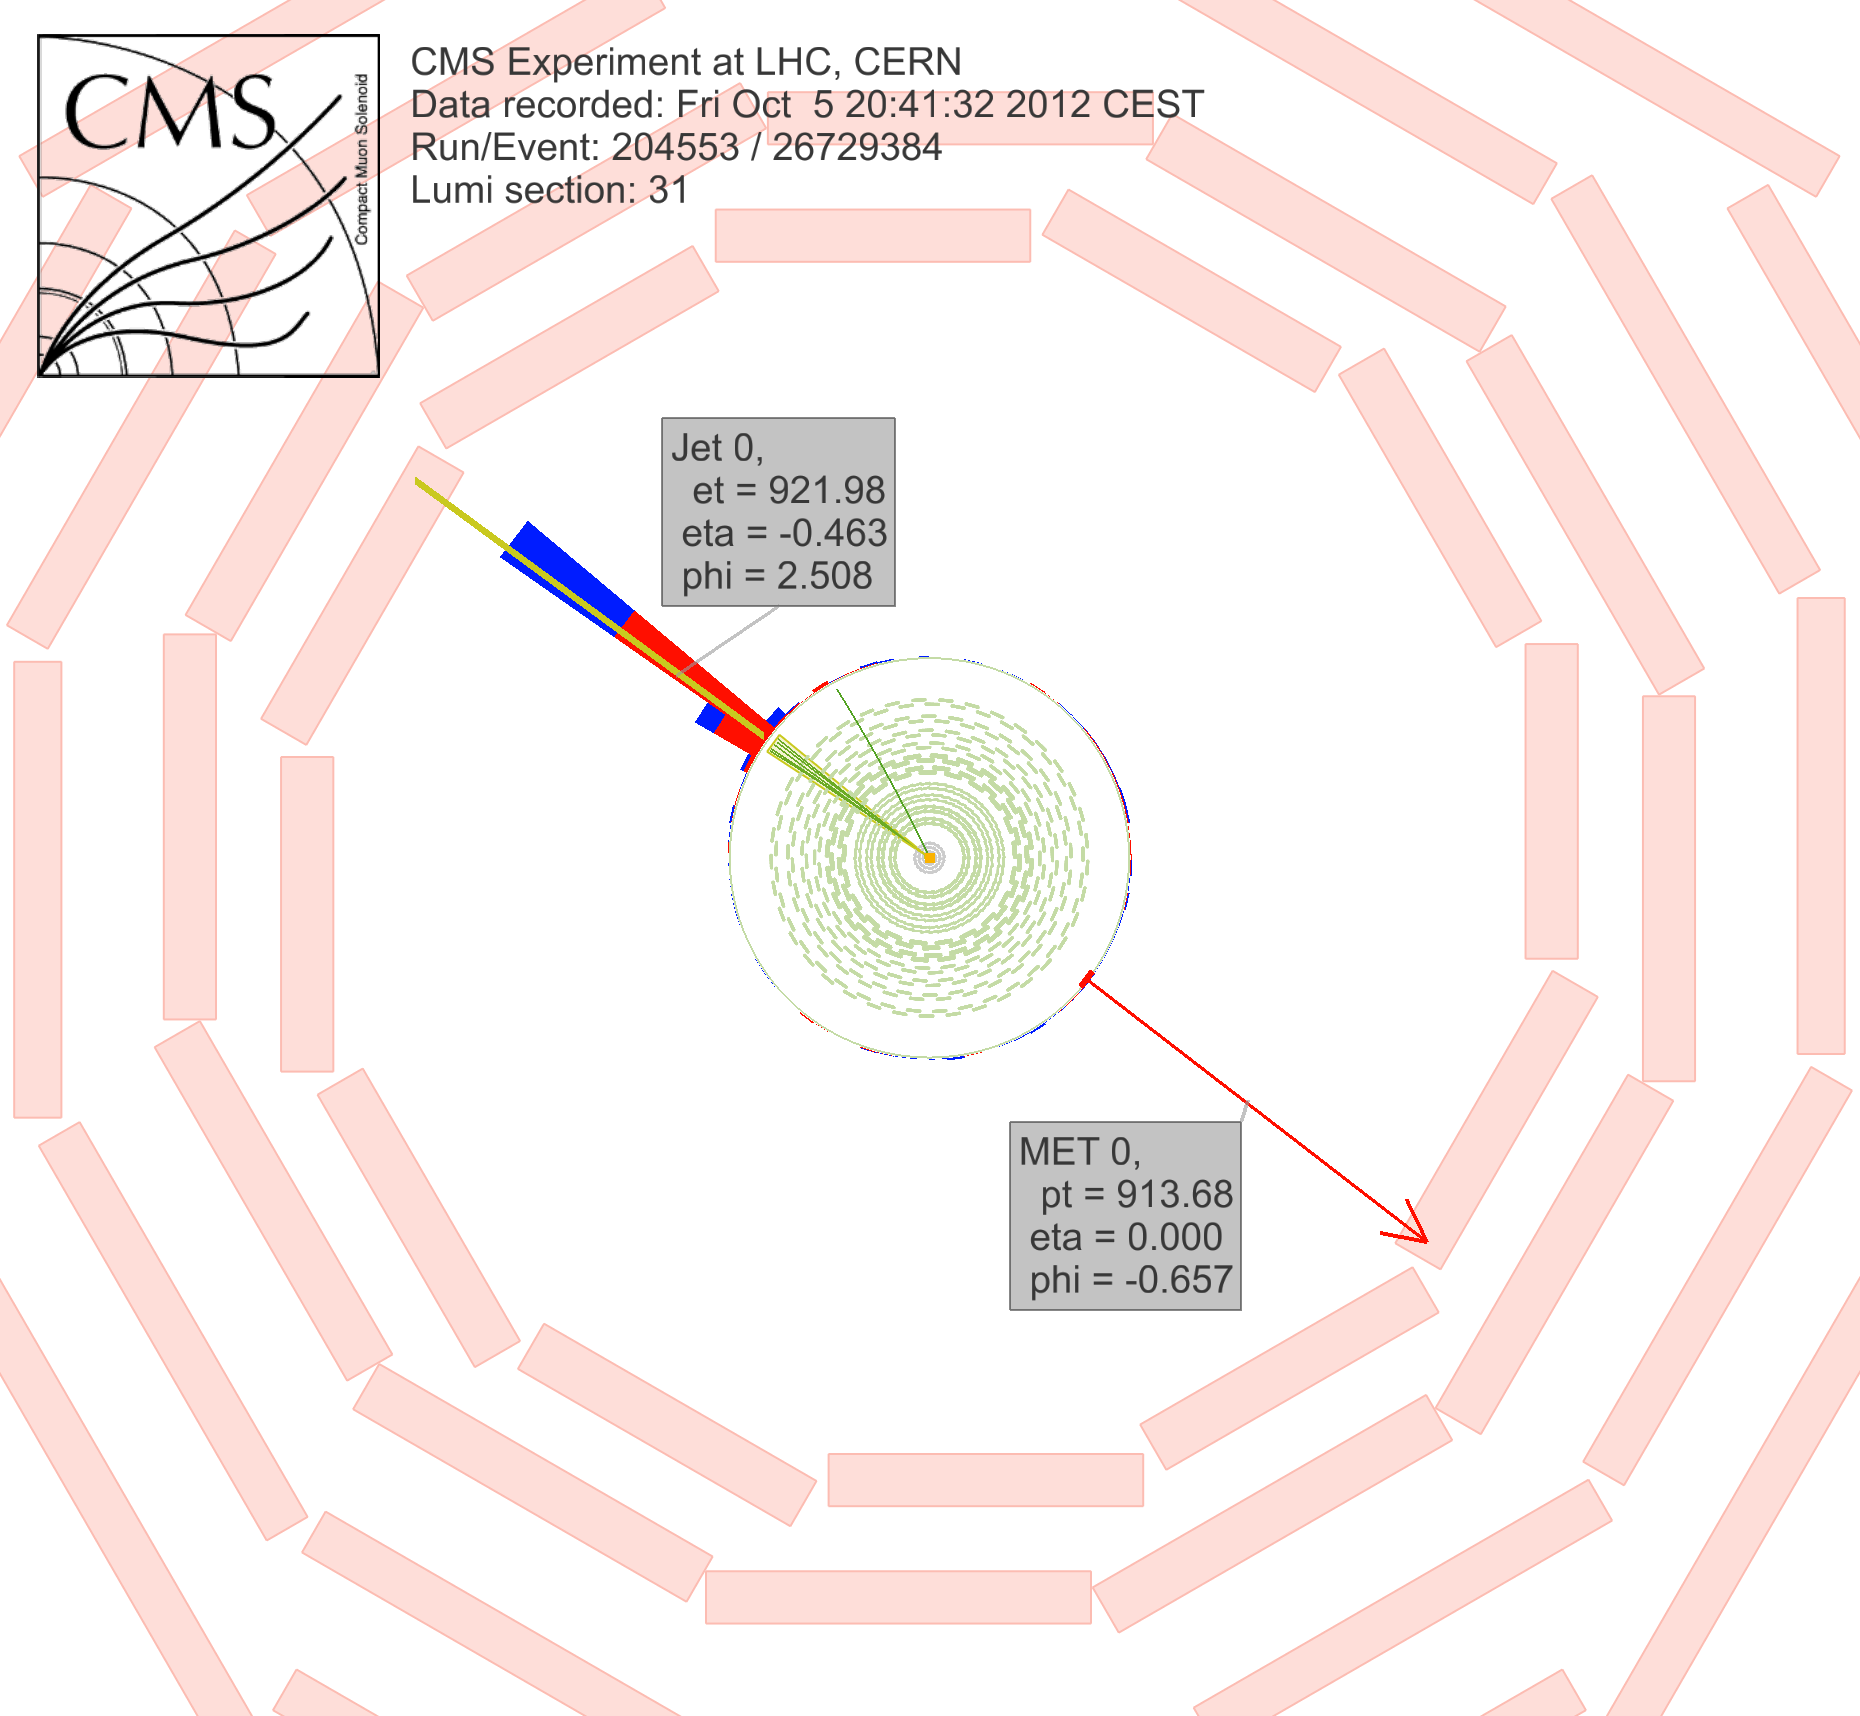 CMS
Compact Muon Solenoid
CMS Experiment at LHC, CERN
Data recorded: Fri Oct  5 20:41:32 2012 CEST
Run/Event: 204553 / 26729384
Lumi section: 31
Jet 0,
et = 921.98
eta = -0.463
phi = 2.508
MET 0,
pt = 913.68
eta = 0.000
phi = -0.657